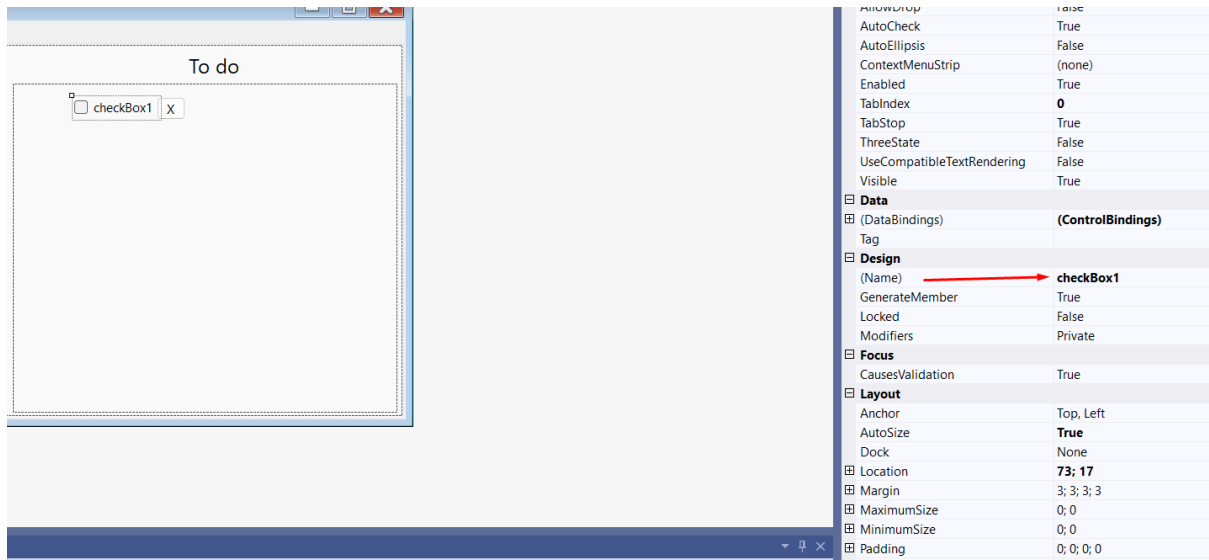 To do
checkBox1 X
AllowDrop False
AutoCheck True
AutoEllipsis False
ContextMenuStrip (none)
Enabled True
TabIndex 0
TabStop True
ThreeState False
UseCompatibleTextRendering False
Visible True
Data
(DataBindings) (ControlBindings)
Tag
Design
(Name) checkBox1
GenerateMember True
Locked False
Modifiers Private
Focus
CausesValidation True
Layout
Anchor Top, Left
AutoSize True
Dock None
Location 73; 17
Margin 3; 3; 3; 3
MaximumSize 0; 0
MinimumSize 0; 0
Padding 0; 0; 0; 0